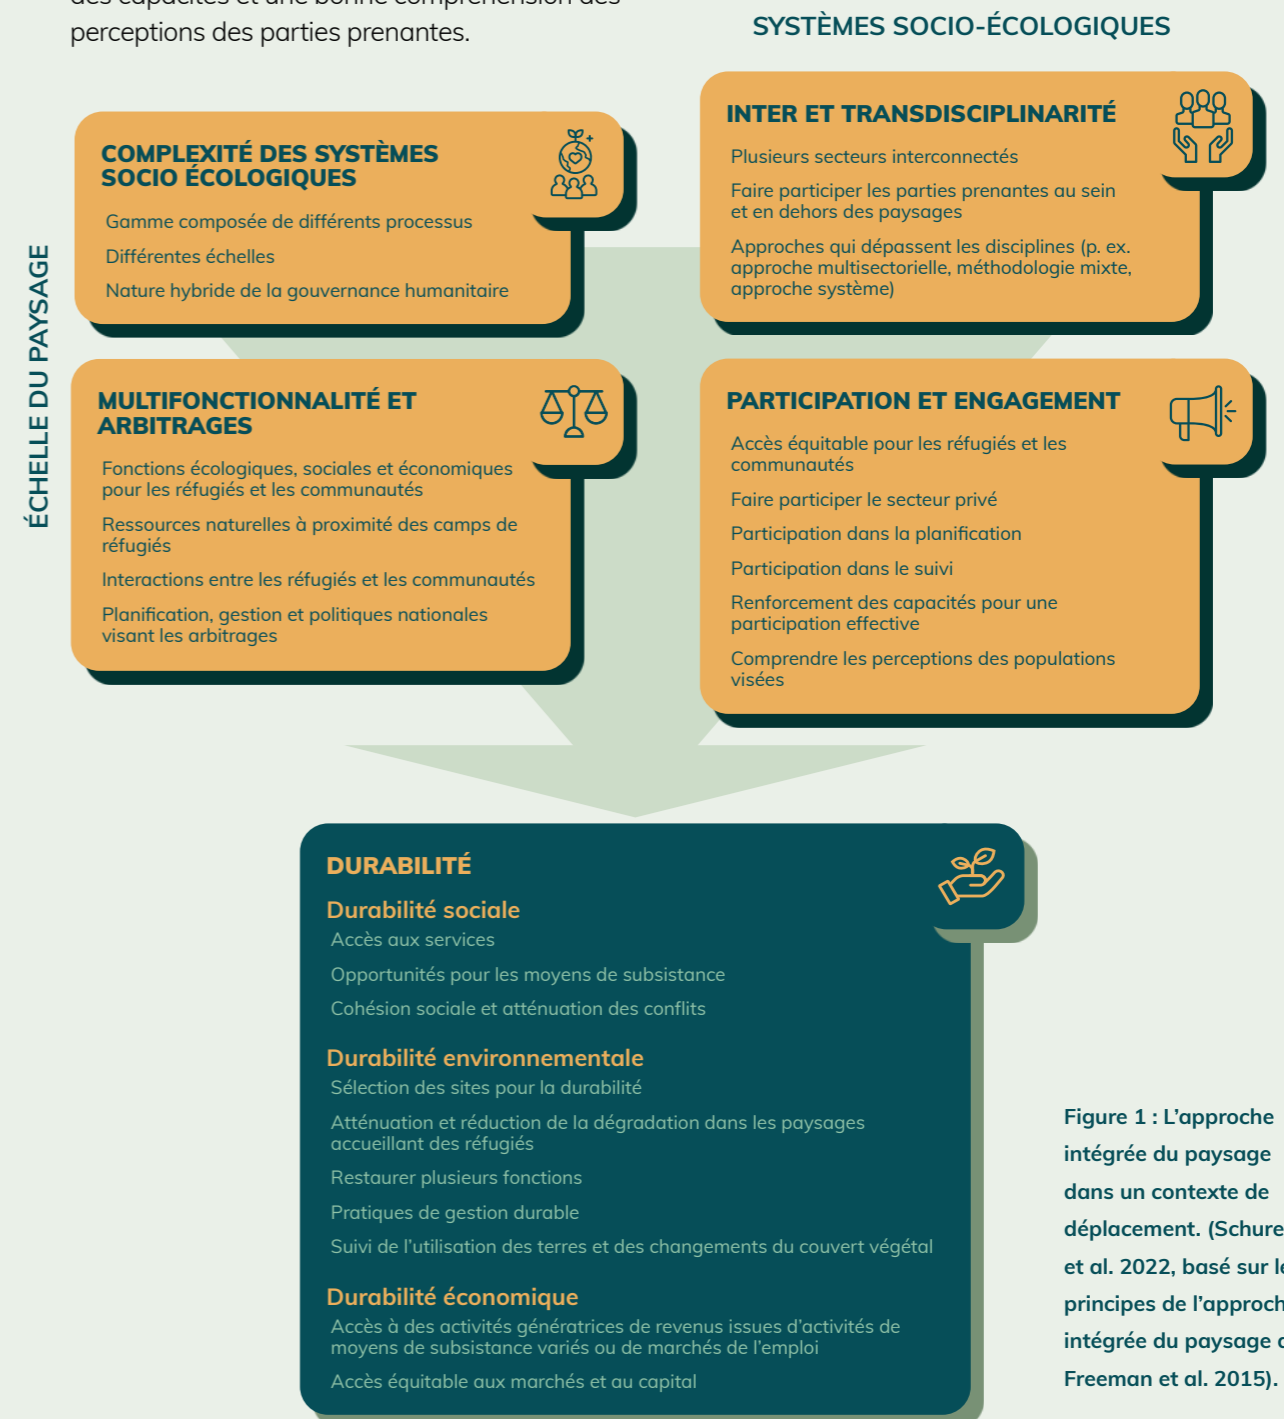 perceptions des parties prenantes.
SYSTÈMES SOCIO-ÉCOLOGIQUES
ÉCHELLE DU PAYSAGE
COMPLEXITÉ DES SYSTÈMES
SOCIO ÉCOLOGIQUES
Gamme composée de différents processus
Différentes échelles
Nature hybride de la gouvernance humanitaire
INTER ET TRANSDISCIPLINARITÉ
Plusieurs secteurs interconnectés
Faire participer les parties prenantes au sein
et en dehors des paysages
Approches qui dépassent les disciplines (p. ex.
approche multisectorielle, méthodologie mixte,
approche système)
MULTIFONCTIONNALITÉ ET
ARBITRAGES
Fonctions écologiques, sociales et économiques
pour les réfugiés et les communautés
Ressources naturelles à proximité des camps de
réfugiés
Interactions entre les réfugiés et les communautés
Planification, gestion et politiques nationales
visant les arbitrages
PARTICIPATION ET ENGAGEMENT
Accès équitable pour les réfugiés et les
communautés
Faire participer le secteur privé
Participation dans la planification
Participation dans le suivi
Renforcement des capacités pour une
participation effective
Comprendre les perceptions des populations
visées
DURABILITÉ
Durabilité sociale
Accès aux services
Opportunités pour les moyens de subsistance
Cohésion sociale et atténuation des conflits
Durabilité environnementale
Sélection des sites pour la durabilité
Atténuation et réduction de la dégradation dans les paysages
accueillant des réfugiés
Restaurer plusieurs fonctions
Pratiques de gestion durable
Suivi de l'utilisation des terres et des changements du couvert végétal
Durabilité économique
Accès à des activités génératrices de revenus issues d'activités de
moyens de subsistance variés ou de marchés de l'emploi
Accès équitable aux marchés et au capital
Figure 1 : L'approche
intégrée du paysage
dans un contexte de
déplacement. (Schure
et al. 2022, basé sur
principes de
intégrée du paysage
Freeman et al. 2015).